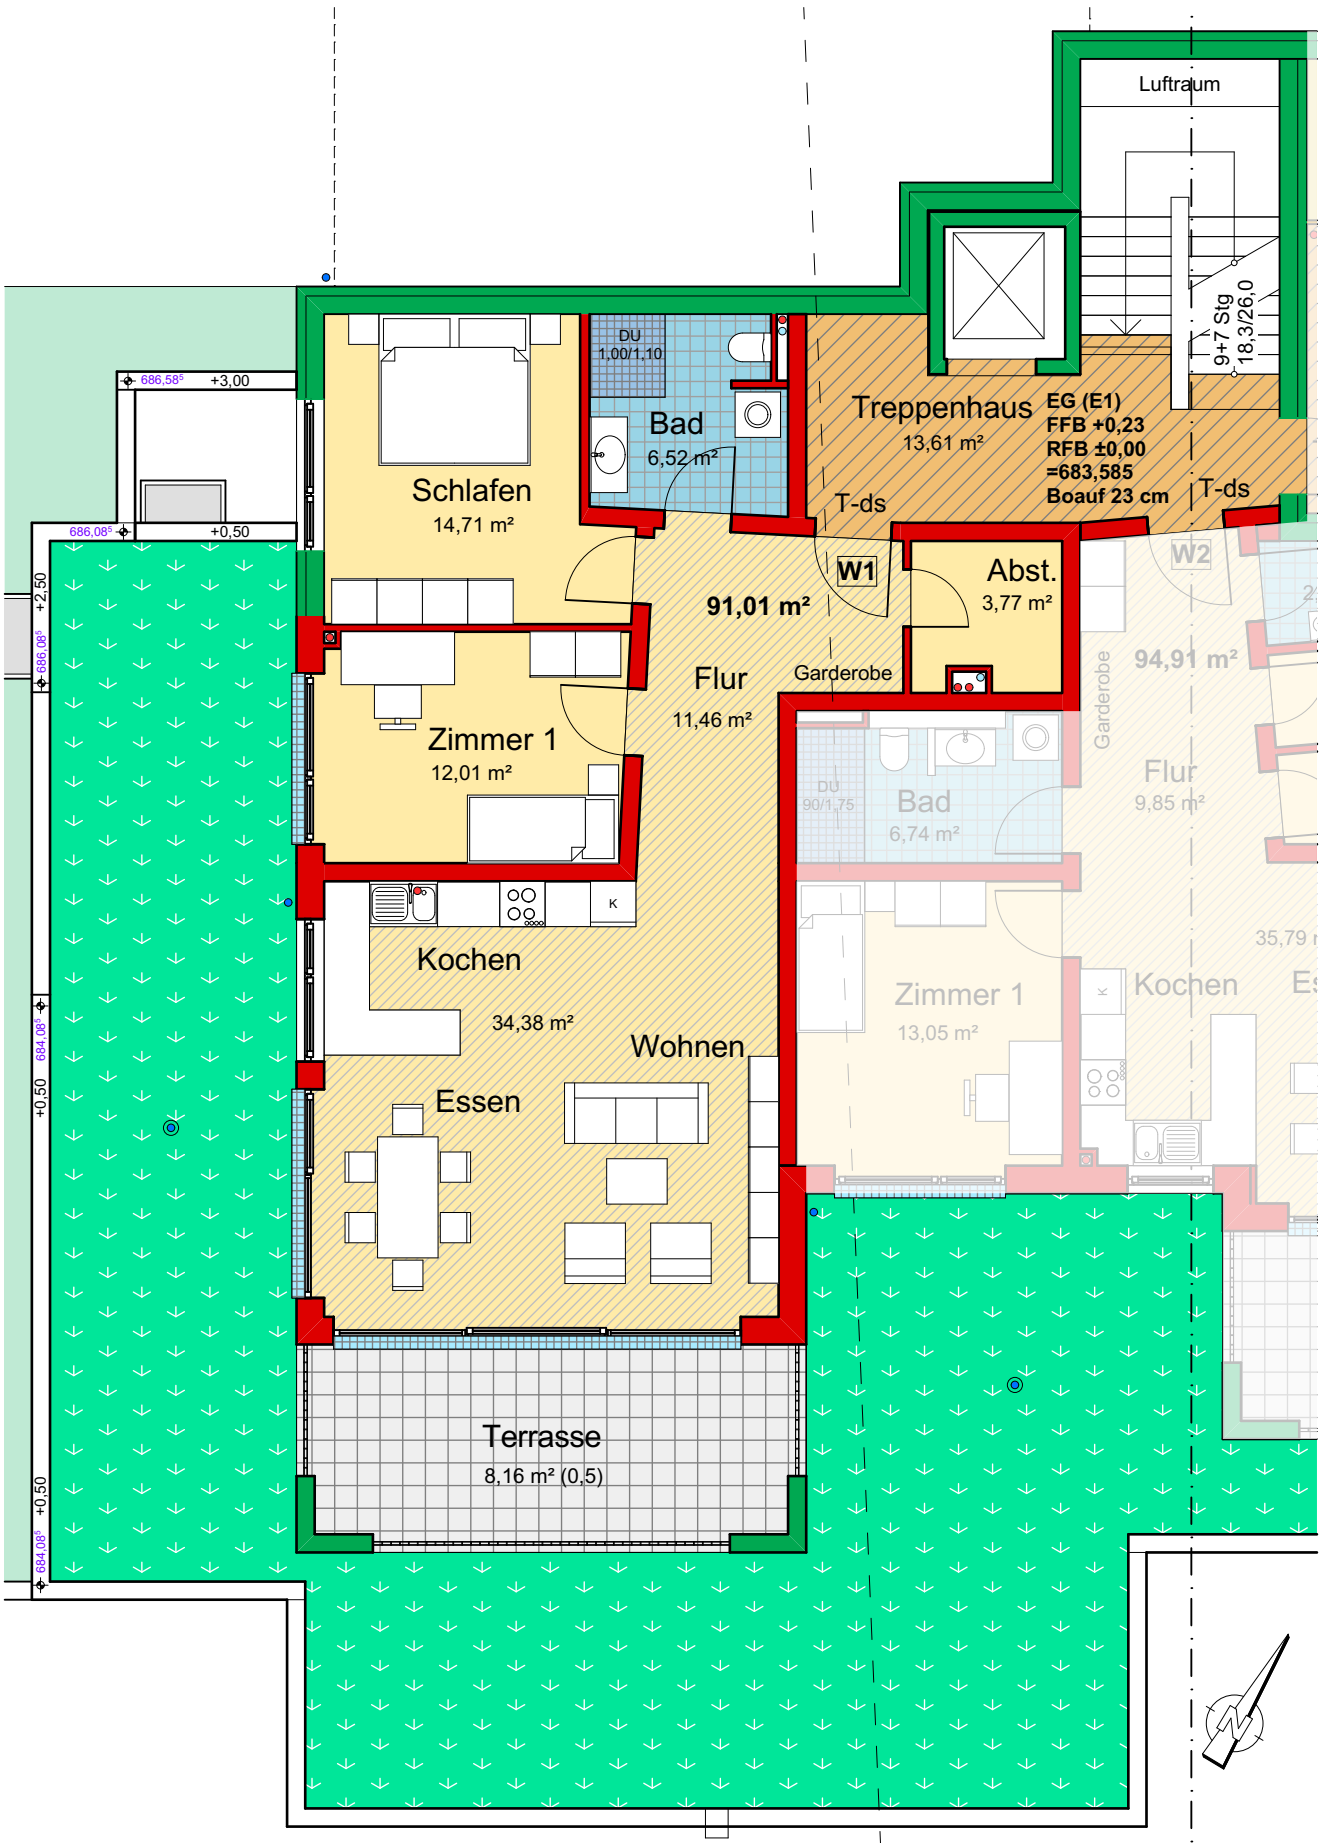 Luftraum
9+7 Stg
18,3/26,0
DU
1,00/1,10
686,58⁵ +3,00
Bad
6,52 m²
Treppenhaus
13,61 m²
EG (E1)
FFB +0,23
RFB ±0,00
=683,585
Boauf 23 cm
Schlafen
14,71 m²
T-ds
T-ds
686,08⁵ +0,50
W1
W2
Abst.
3,77 m²
2,
+2,50
686,08⁵
91,01 m²
94,91 m²
Flur
11,46 m²
Garderobe
Garderobe
Zimmer 1
12,01 m²
Flur
9,85 m²
DU
90/1,75
Bad
6,74 m²
K
Kochen
34,38 m²
35,79 m
Zimmer 1
13,05 m²
K
Kochen
Es
Wohnen
Essen
684,08⁵
+0,50
Terrasse
8,16 m² (0,5)
+0,50
684,08⁵
N